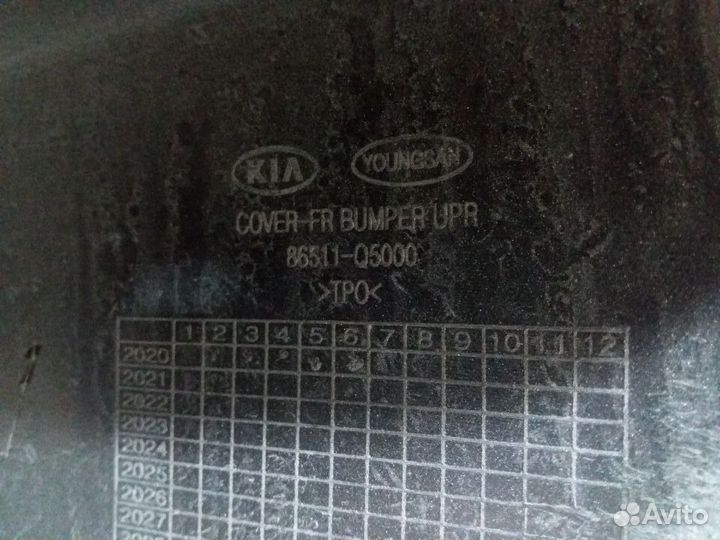 KIA YOUNGSAN
COVER-FR BUMPER UPR
86511-Q5000
>TPO<
1 2 3 4 5 6 7 8 9 10 11 12
2020
2021
2022
2023
2024
2025
2026
2027
Avito